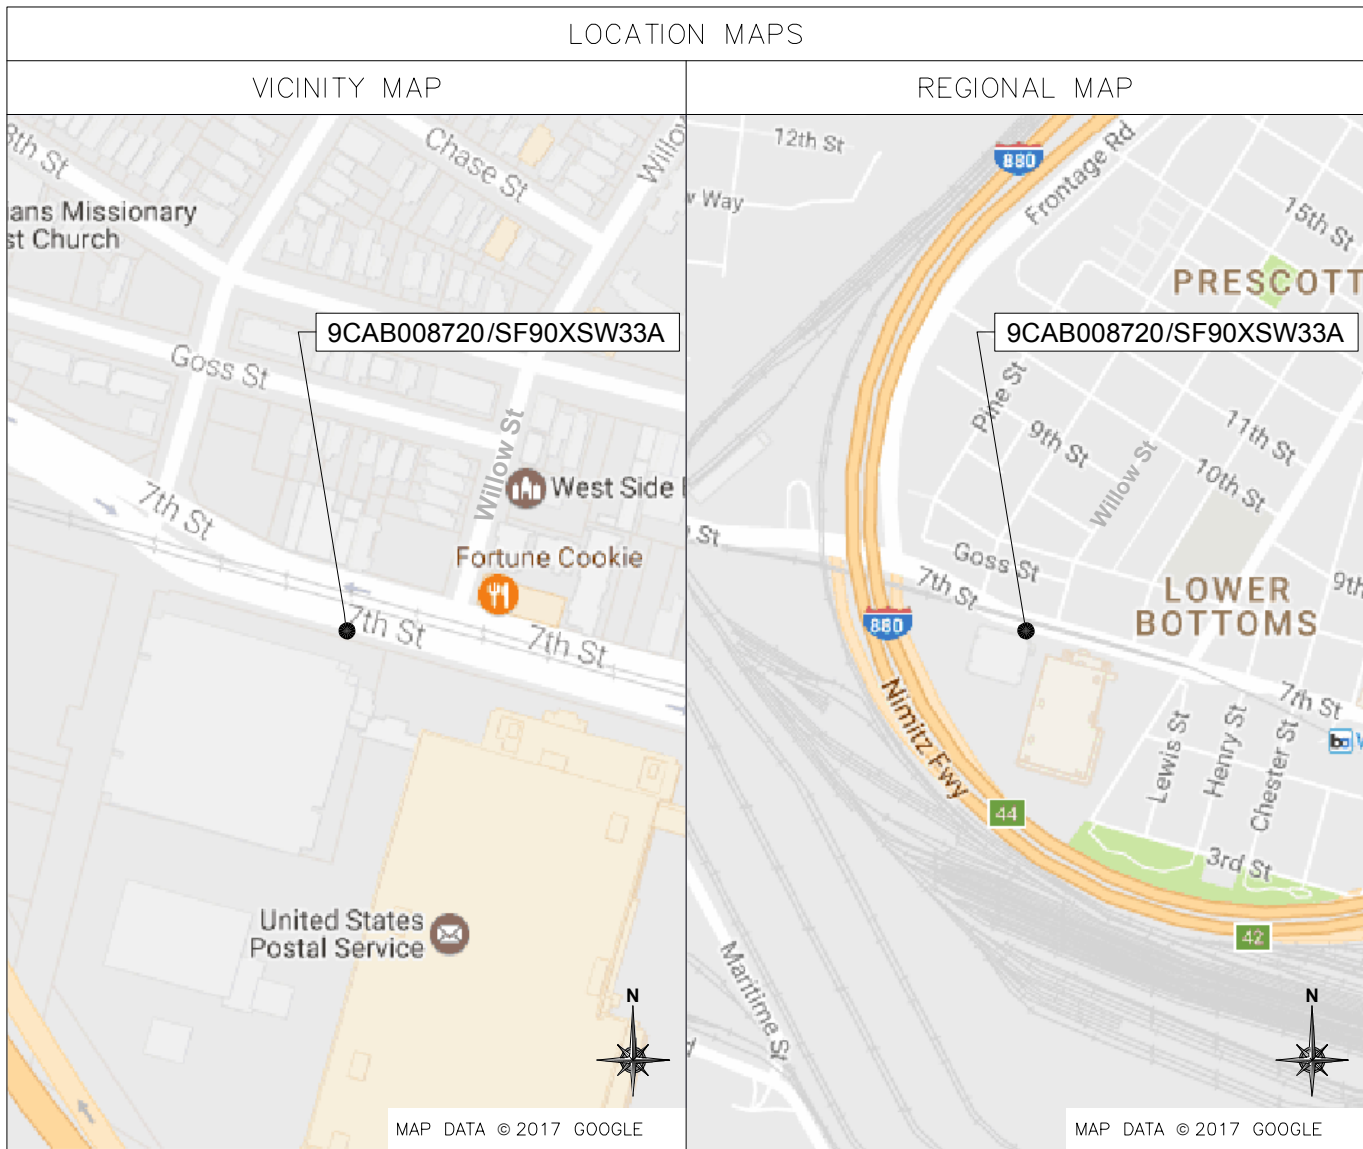 LOCATION MAPS
VICINITY MAP
8th St
Chase St
Willow
ians Missionary
st Church
9CAB008720/SF90XSW33A
Goss St
Willow St
West Side
7th St
Fortune Cookie
7th St
7th St
United States
Postal Service
N
MAP DATA © 2017 GOOGLE
REGIONAL MAP
12th St
880
Frontage Rd
w Way
15th St
PRESCOTT
9CAB008720/SF90XSW33A
Pine St
9th St
11th St
Willow St
10th St
St
Goss St
7th St
LOWER
BOTTOMS
9th
880
Nimitz Fwy
7th St
Lewis St
Henry St
Chester St
44
3rd St
42
Maritime St
N
MAP DATA © 2017 GOOGLE